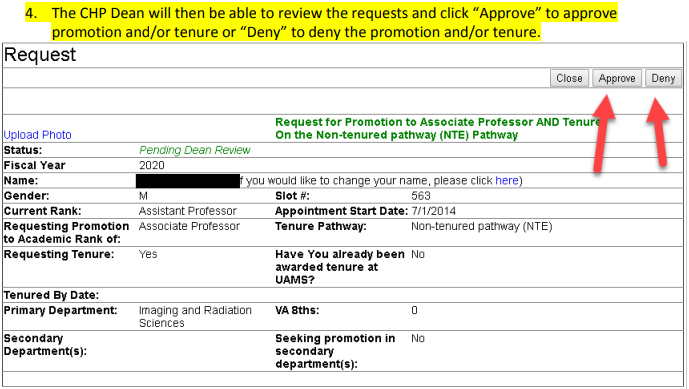 4. The CHP Dean will then be able to review the requests and click “Approve” to approve
promotion and/or tenure or “Deny” to deny the promotion and/or tenure.
Request
Close Approve Deny
Request for Promotion to Associate Professor AND Tenure
Upload Photo On the Non-tenured pathway (NTE) Pathway
Status: Pending Dean Review
Fiscal Year 2020
Name: f you would like to change your name, please click here)
Gender: M Slot #: 563
Current Rank: Assistant Professor Appointment Start Date: 7/1/2014
Requesting Promotion Associate Professor Tenure Pathway: Non-tenured pathway (NTE)
to Academic Rank of:
Requesting Tenure: Yes Have You already been No
awarded tenure at
UAMS?
Tenured By Date:
Primary Department: Imaging and Radiation VA 8ths: 0
Sciences
Secondary Seeking promotion in No
Department(s): secondary
department(s):